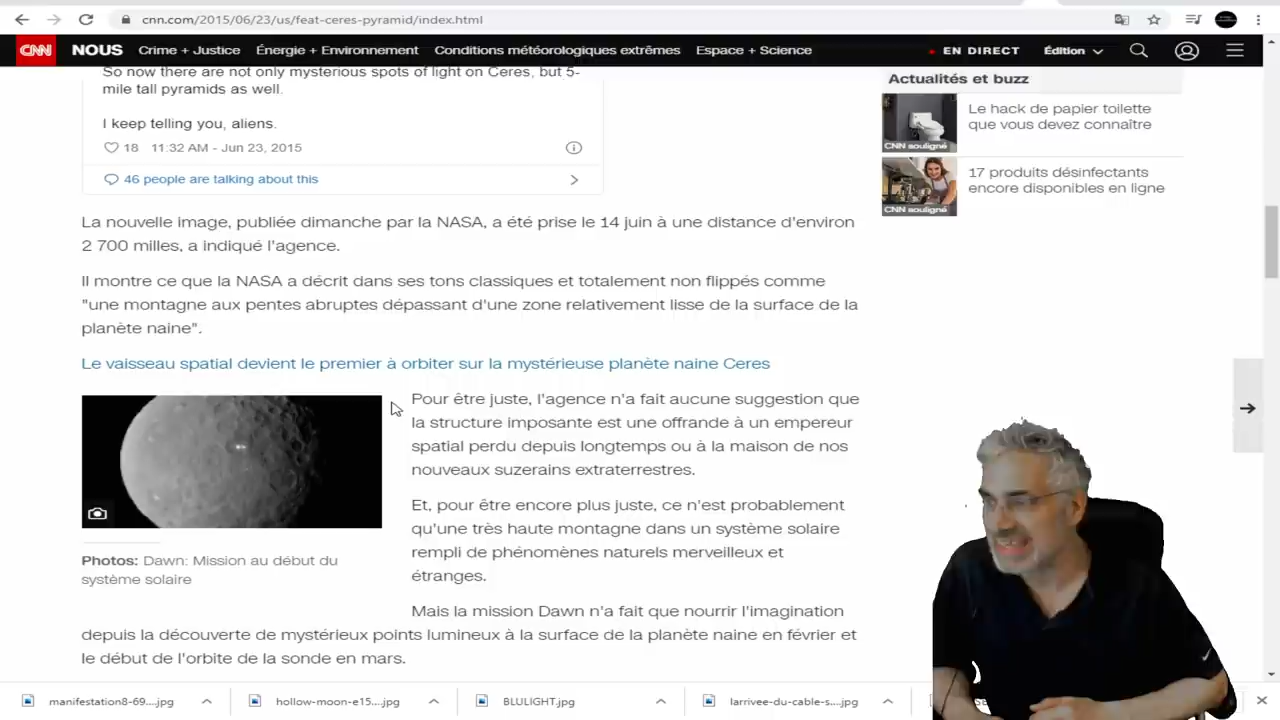 cnn.com/2015/06/23/us/feat-ceres-pyramid/index.html
CNN NOUS Crime + Justice Énergie + Environnement Conditions météorologiques extrêmes Espace + Science EN DIRECT Édition
So now there are not only mysterious spots of light on Ceres, but 5-
mile tall pyramids as well.
I keep telling you, aliens.
18 11:32 AM - Jun 23, 2015
46 people are talking about this
La nouvelle image, publiée dimanche par la NASA, a été prise le 14 juin à une distance d'environ
2 700 milles, a indiqué l'agence.
Il montre ce que la NASA a décrit dans ses tons classiques et totalement non flippés comme
"une montagne aux pentes abruptes dépassant d'une zone relativement lisse de la surface de la
planète naine".
Le vaisseau spatial devient le premier à orbiter sur la mystérieuse planète naine Ceres
Pour être juste, l'agence n'a fait aucune suggestion que
la structure imposante est une offrande à un empereur
spatial perdu depuis longtemps ou à la maison de nos
nouveaux suzerains extraterrestres.
Et, pour être encore plus juste, ce n'est probablement
qu'une très haute montagne dans un système solaire
rempli de phénomènes naturels merveilleux et
étranges.
Photos: Dawn: Mission au début du
système solaire
Mais la mission Dawn n'a fait que nourrir l'imagination
depuis la découverte de mystérieux points lumineux à la surface de la planète naine en février et
le début de l'orbite de la sonde en mars.
Actualités et buzz
Le hack de papier toilette
que vous devez connaître
CNN souligné
17 produits désinfectants
encore disponibles en ligne
CNN souligné
manifestation8-69....jpg hollow-moon-e15....jpg BLULIGHT.jpg larrivee-du-cable-s....jpg